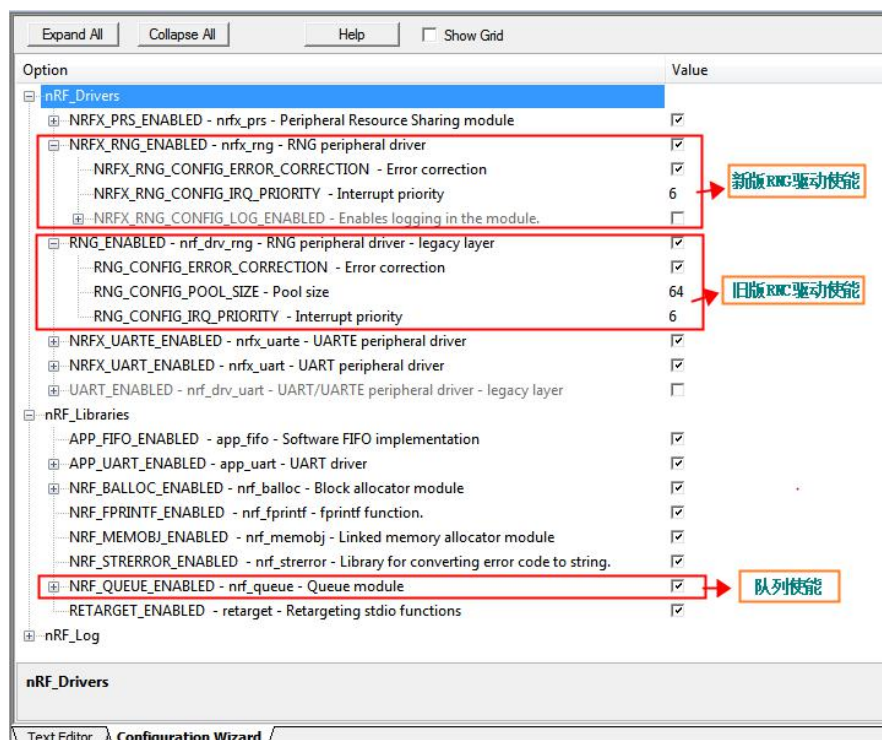 Expand All Collapse All Help Show Grid
Option Value
nRF_Drivers
NRFX_PRS_ENABLED - nrfx_prs - Peripheral Resource Sharing module
NRFX_RNG_ENABLED - nrfx_rng - RNG peripheral driver
NRFX_RNG_CONFIG_ERROR_CORRECTION - Error correction
NRFX_RNG_CONFIG_IRQ_PRIORITY - Interrupt priority 6
新版RNG驱动使能
NRFX_RNG_CONFIG_LOG_ENABLED - Enables logging in the module.
RNG_ENABLED - nrf_drv_rng - RNG peripheral driver - legacy layer
RNG_CONFIG_ERROR_CORRECTION - Error correction
RNG_CONFIG_POOL_SIZE - Pool size 64
旧版RNC驱动使能
RNG_CONFIG_IRQ_PRIORITY - Interrupt priority 6
NRFX_UARTE_ENABLED - nrfx_uarte - UARTE peripheral driver
NRFX_UART_ENABLED - nrfx_uart - UART peripheral driver
UART_ENABLED - nrf_drv_uart - UART/UARTE peripheral driver - legacy layer
nRF_Libraries
APP_FIFO_ENABLED - app_fifo - Software FIFO implementation
APP_UART_ENABLED - app_uart - UART driver
NRF_BALLOC_ENABLED - nrf_balloc - Block allocator module
NRF_FPRINTF_ENABLED - nrf_fprintf - fprintf function.
NRF_MEMOBJ_ENABLED - nrf_memobj - Linked memory allocator module
NRF_STRERROR_ENABLED - nrf_strerror - Library for converting error code to string.
NRF_QUEUE_ENABLED - nrf_queue - Queue module
队列使能
RETARGET_ENABLED - retarget - Retargeting stdio functions
nRF_Log
nRF_Drivers
Text Editor Configuration Wizard